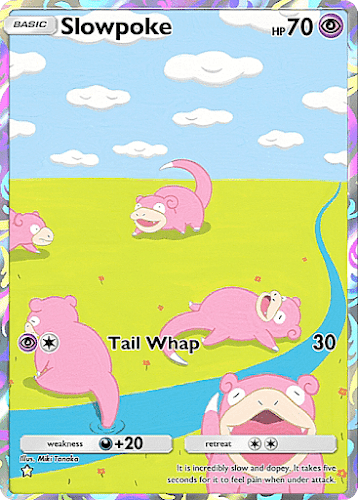 BASIC Slowpoke HP 70
Tail Whap 30
weakness +20 retreat
Illus. Miki Tanaka
It is incredibly slow and dopey. It takes five
seconds for it to feel pain when under attack.